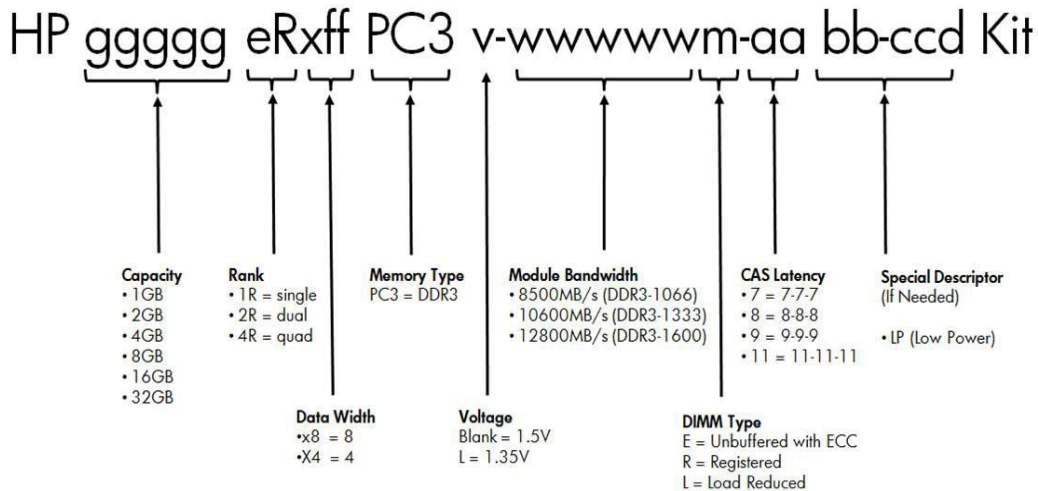 HP ggggg eRxff PC3 v-wwwwwm-aa bb-ccd Kit
Capacity
• 1GB
• 2GB
• 4GB
• 8GB
• 16GB
• 32GB
Rank
• 1R = single
• 2R = dual
• 4R = quad
Memory Type
PC3 = DDR3
Module Bandwidth
• 8500MB/s (DDR3-1066)
• 10600MB/s (DDR3-1333)
• 12800MB/s (DDR3-1600)
CAS Latency
• 7 = 7-7-7
• 8 = 8-8-8
• 9 = 9-9-9
• 11 = 11-11-11
Special Descriptor
(If Needed)
• LP (Low Power)
Data Width
•x8 = 8
•X4 = 4
Voltage
Blank = 1.5V
L = 1.35V
DIMM Type
E = Unbuffered with ECC
R = Registered
L = Load Reduced